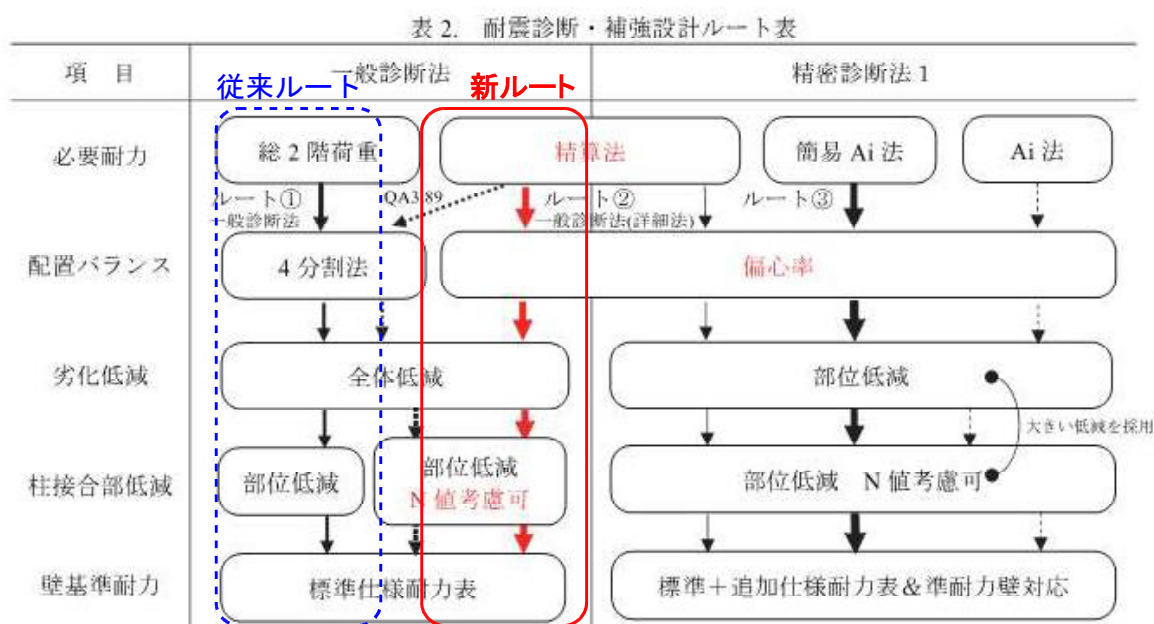 表 2. 耐震診断・補強設計ルート表
項 目
一般診断法
精密診断法 1
従来ルート
新ルート
必要耐力
総 2 階荷重
精算法
簡易 Ai 法
Ai 法
ルート①
一般診断法
QA3.89
ルート②
一般診断法(詳細法)
ルート③
配置バランス
4 分割法
偏心率
劣化低減
全体低減
部位低減
大きい低減を採用
柱接合部低減
部位低減
部位低減
N 値考慮可
部位低減 N 値考慮可
壁基準耐力
標準仕様耐力表
標準＋追加仕様耐力表＆準耐力壁対応